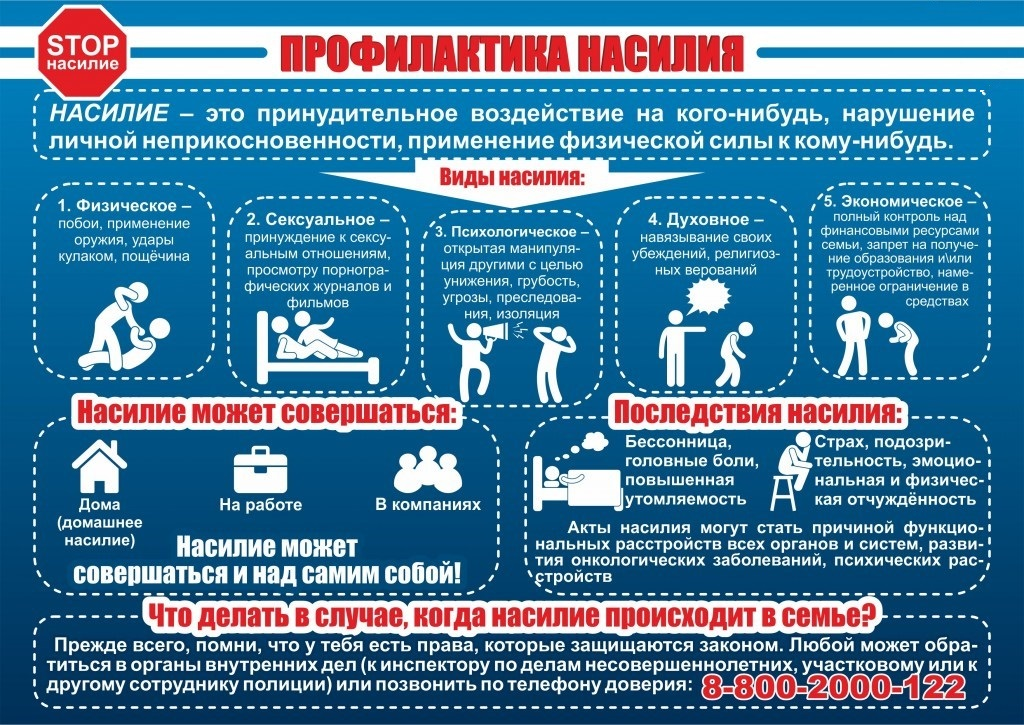 STOP
насилие
ПРОФИЛАКТИКА НАСИЛИЯ
НАСИЛИЕ – это принудительное воздействие на кого-нибудь, нарушение
личной неприкосновенности, применение физической силы к кому-нибудь.
Виды насилия:
1. Физическое –
побои, применение
оружия, удары
кулаком, пощёчина
2. Сексуальное –
принуждение к сексу-
альным отношениям,
просмотру порногра-
фических журналов и
фильмов
3. Психологическое –
открытая манипуля-
ция другими с целью
унижения, грубость,
угрозы, преследова-
ния, изоляция
4. Духовное –
навязывание своих
убеждений, религиоз-
ных верований
5. Экономическое –
полный контроль над
финансовыми ресурсами
семьи, запрет на получе-
ние образования и\или
трудоустройство, наме-
ренное ограничение в
средствах
Насилие может совершаться:
Дома
(домашнее
насилие)
На работе
В компаниях
Насилие может
совершаться и над самим собой!
Последствия насилия:
Бессонница,
головные боли,
повышенная
утомляемость
Страх, подозри-
тельность, эмоцио-
нальная и физичес-
кая отчуждённость
Акты насилия могут стать причиной функцио-
нальных расстройств всех органов и систем, разви-
тия онкологических заболеваний, психических рас-
стройств
Что делать в случае, когда насилие происходит в семье?
Прежде всего, помни, что у тебя есть права, которые защищаются законом. Любой может обра-
титься в органы внутренних дел (к инспектору по делам несовершеннолетних, участковому или к
другому сотруднику полиции) или позвонить по телефону доверия: 8-800-2000-122